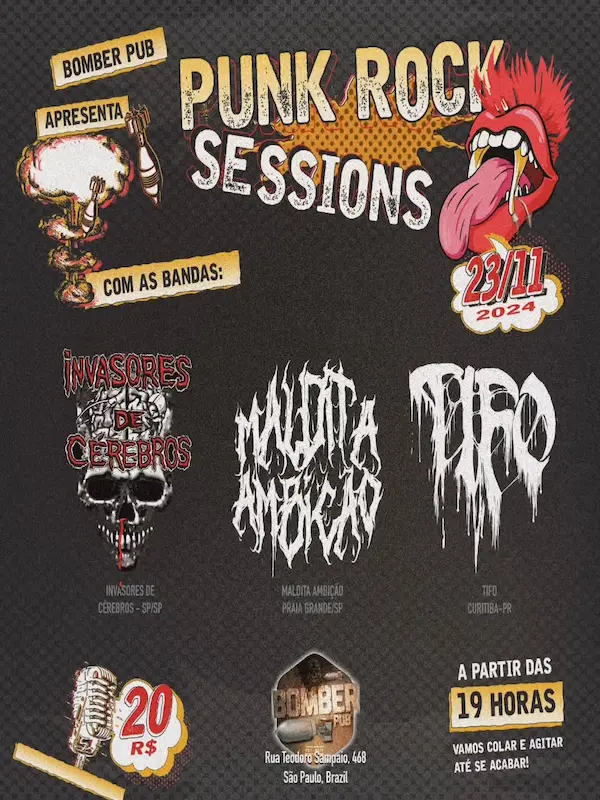 BOMBER PUB
APRESENTA
PUNK ROCK
SESSIONS
23/11
2024
COM AS BANDAS:
INVASORES
DE
CÉREBROS
MALDITA
AMBIÇÃO
TIFO
INVASORES DE
CÉREBROS - SP/SP
MALDITA AMBIÇÃO
PRAIA GRANDE/SP
TIFO
CURITIBA-PR
20
R$
BOMBER
PUB
Rua Teodoro Sampaio, 468
São Paulo, Brazil
A PARTIR DAS
19 HORAS
VAMOS COLAR E AGITAR
ATÉ SE ACABAR!